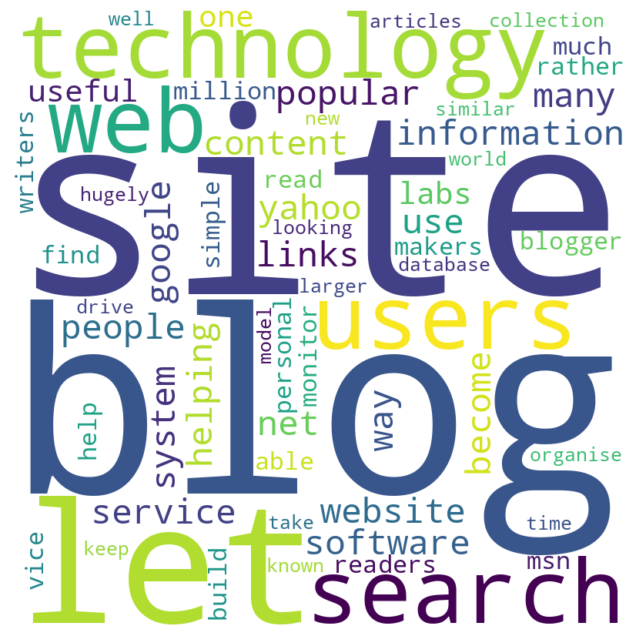 well one articles collection
technology much
rather
useful million popular many
similar
writers web new information
content
site
world
hugely read labs
google simple yahoo looking use
find links makers blogger
database
larger
drive
blog users
people
helping personal monitor model
system net way become
help able organise
let service website
take time
software
vice keep build known readers msn
search